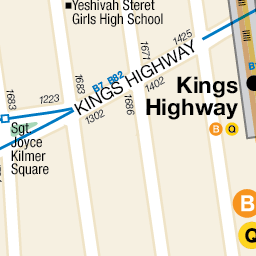 Yeshivah Steret
Girls High School
1671
1425
KINGS HIGHWAY
B7 B82
1683
1683
1223
1302
1686
1402
Kings
Highway
B
Q
Sgt.
Joyce
Kilmer
Square
B
Q